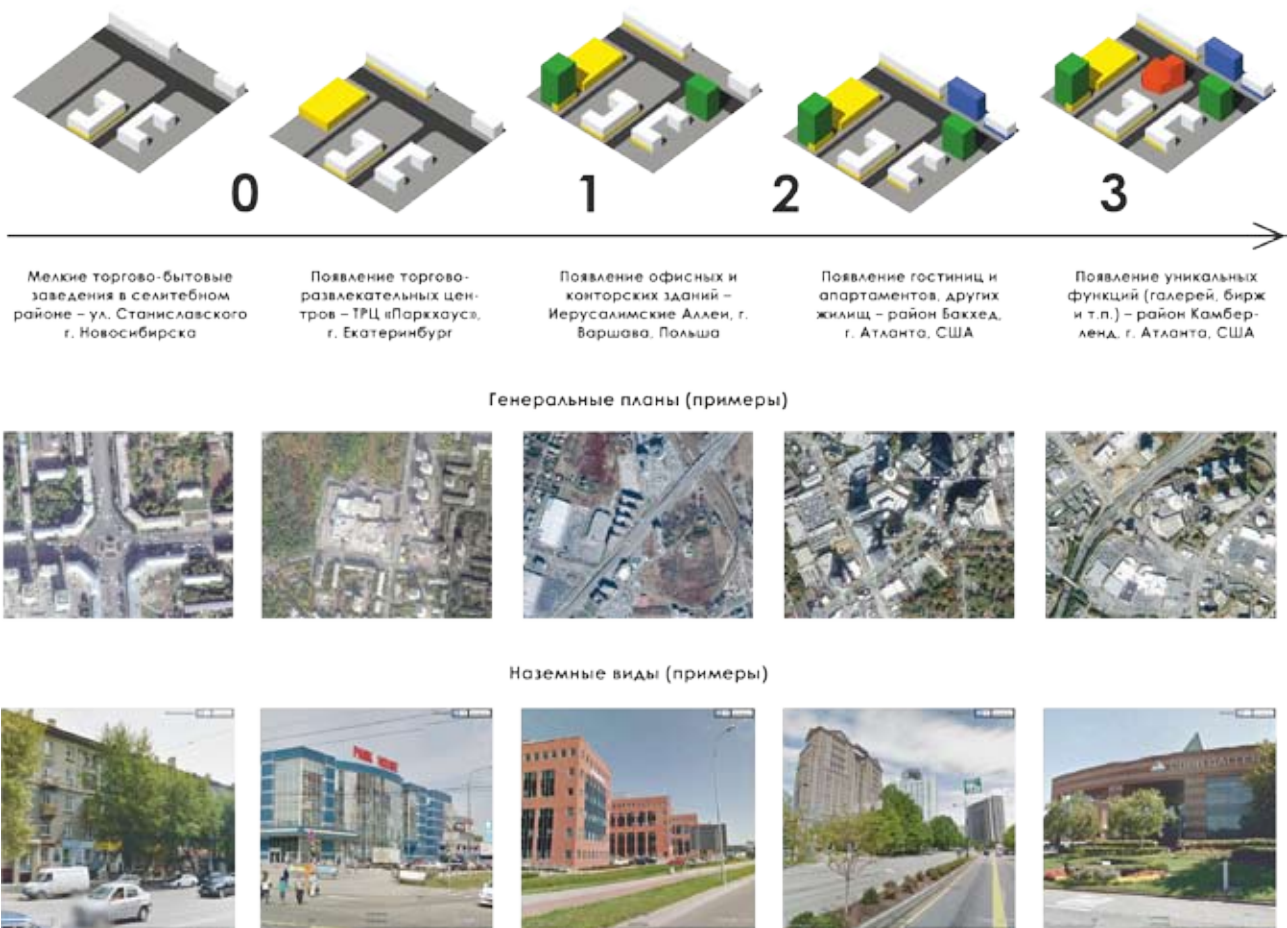 0
1
2
3
Мелкие торгово-бытовые
заведения в селитебном
районе – ул. Станиславского
г. Новосибирска
Появление торгово-
развлекательных цен-
тров – ТРЦ «Паркхаус»,
г. Екатеринбург
Появление офисных и
конторских зданий –
Иерусалимские Аллеи, г.
Варшава, Польша
Появление гостиниц и
апартаментов, других
жилищ – район Бакхед,
г. Атланта, США
Появление уникальных
функций (галерей, бирж
и т.п.) – район Камбер-
ленд, г. Атланта, США
Генеральные планы (примеры)
Наземные виды (примеры)